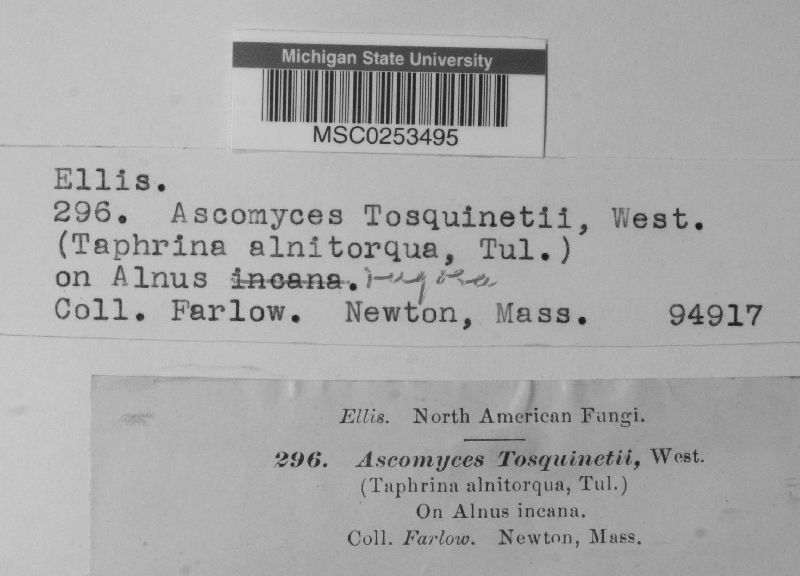 Michigan State University
MSC0253495
Ellis.
296. Ascomyces Tosquinetii, West.
(Taphrina alnitorqua, Tul.)
on Alnus incana. rugosa
Coll. Farlow. Newton, Mass. 94917
Ellis. North American Fungi.
296. Ascomyces Tosquinetii, West.
(Taphrina alnitorqua, Tul.)
On Alnus incana.
Coll. Farlow. Newton, Mass.